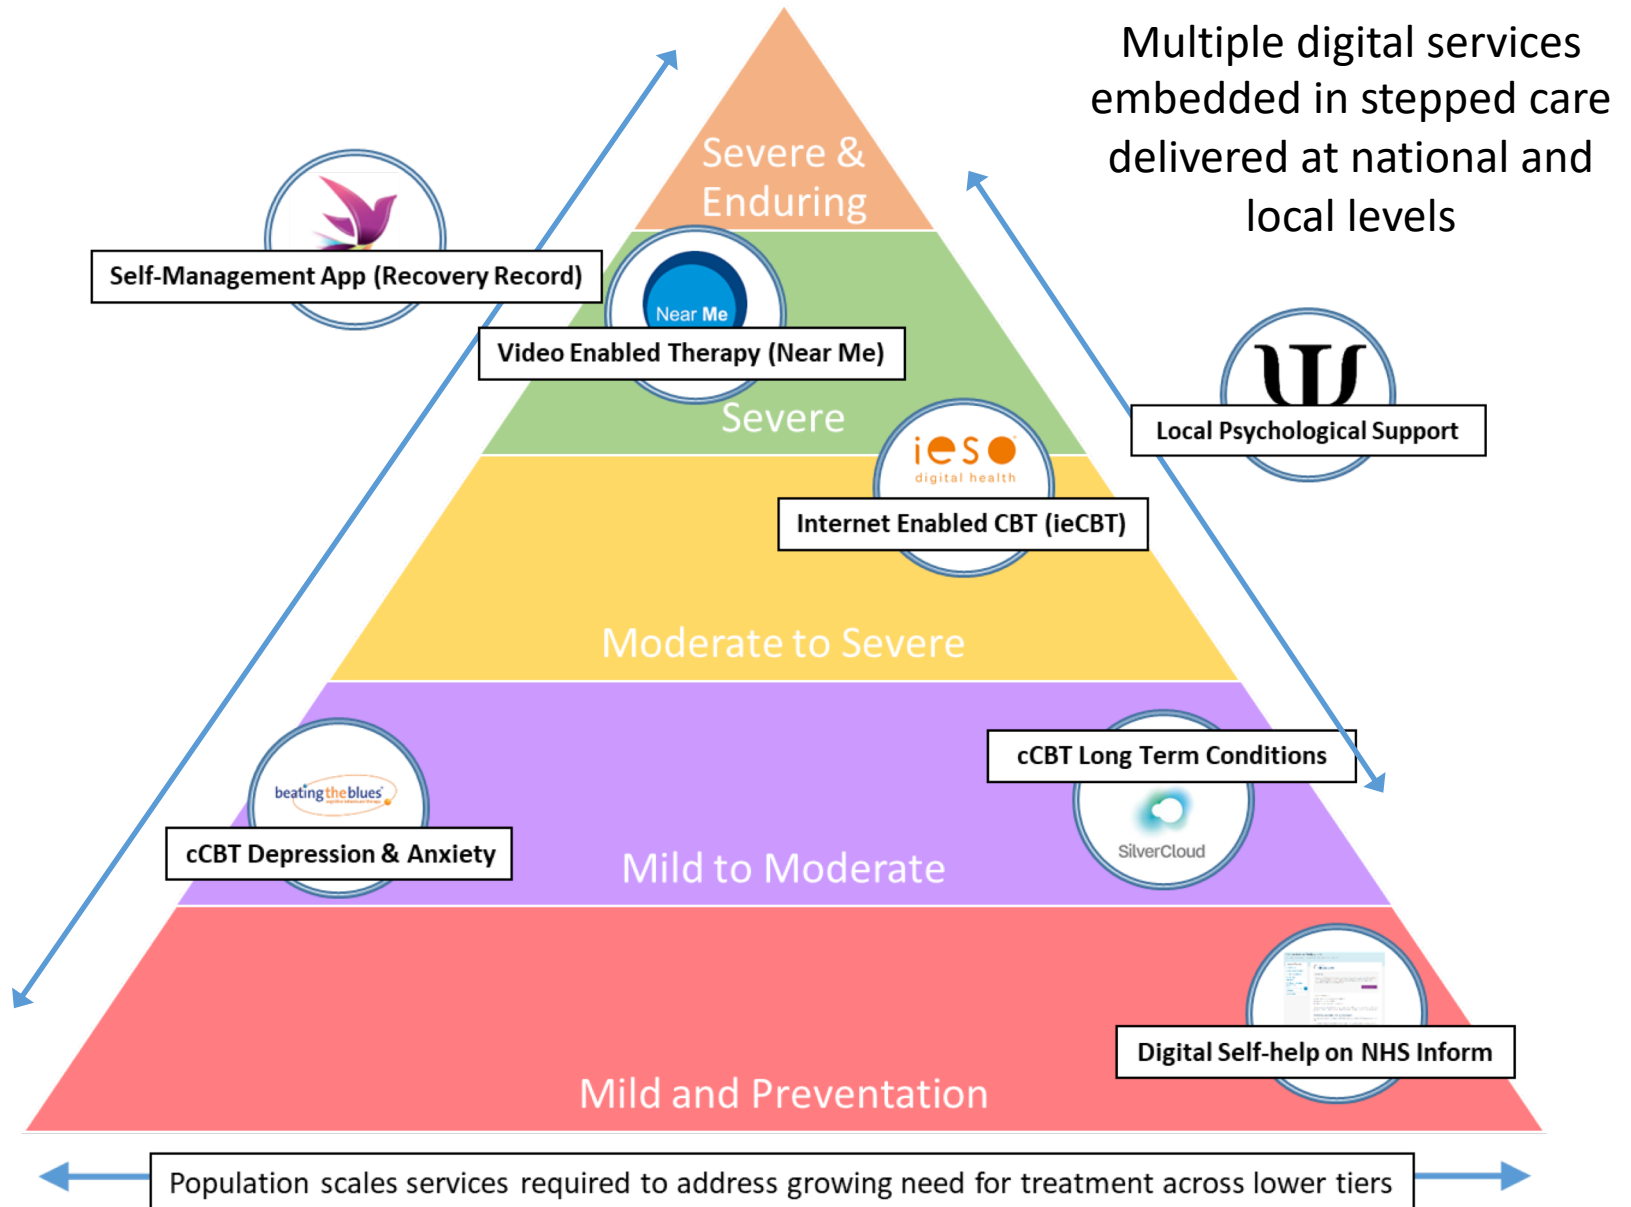 Multiple digital services
embedded in stepped care
delivered at national and
local levels
Severe &
Enduring
Self-Management App (Recovery Record)
Near Me
Video Enabled Therapy (Near Me)
Severe
Ψ
Local Psychological Support
ieso
digital health
Internet Enabled CBT (ieCBT)
Moderate to Severe
cCBT Long Term Conditions
SilverCloud
beating the blues
cCBT Depression & Anxiety
Mild to Moderate
Digital Self-help on NHS Inform
Mild and Preventation
Population scales services required to address growing need for treatment across lower tiers